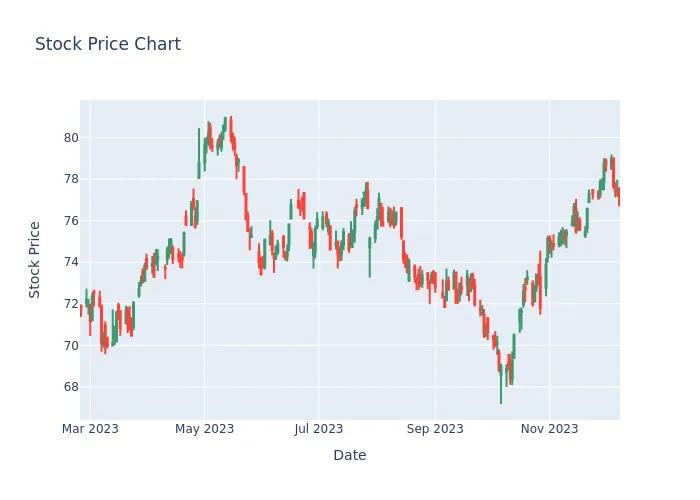 Stock Price Chart
80
78
76
74
72
70
68
Stock Price
Mar 2023
May 2023
Jul 2023
Sep 2023
Nov 2023
Date